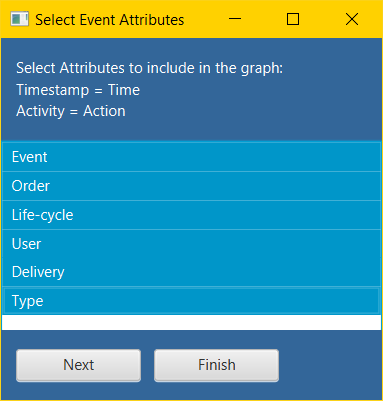 Select Event Attributes
Select Attributes to include in the graph:
Timestamp = Time
Activity = Action
Event
Order
Life-cycle
User
Delivery
Type
Next Finish